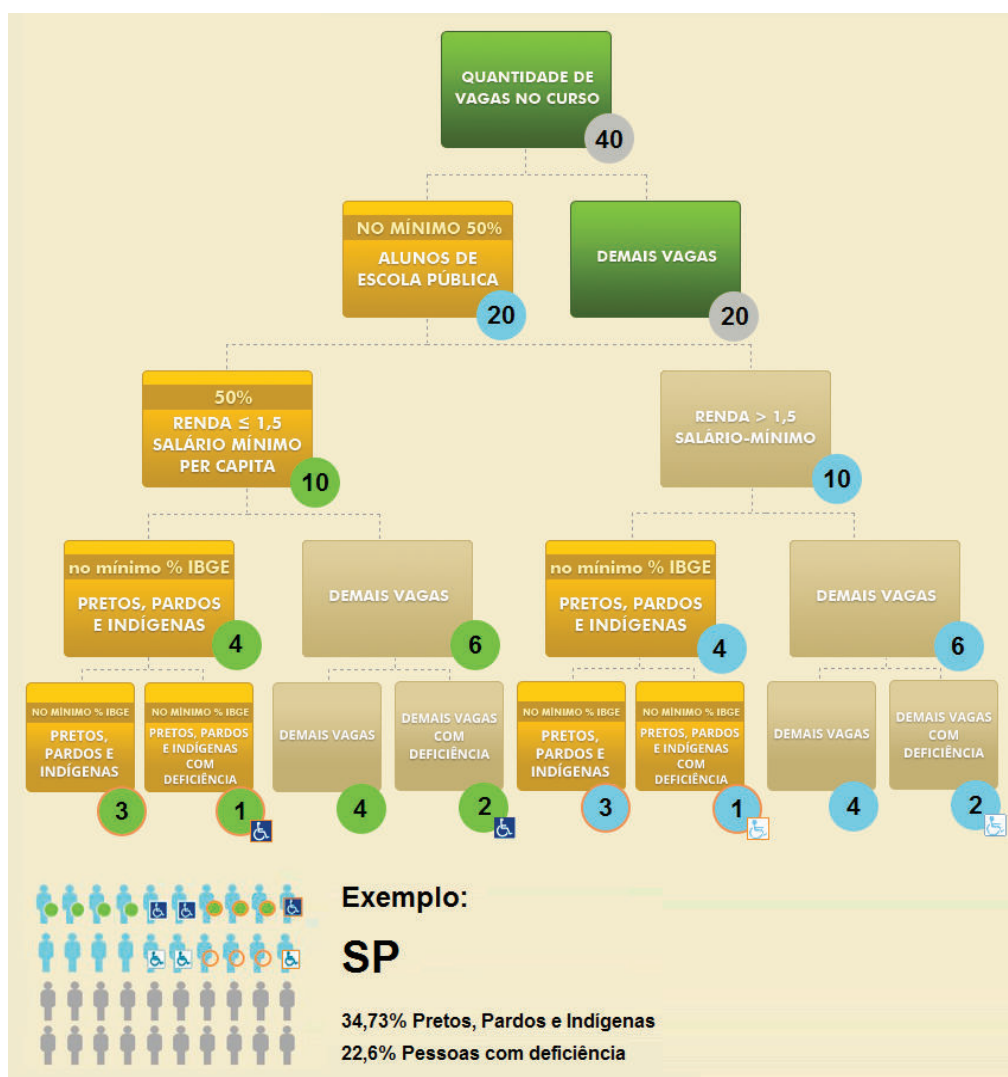 QUANTIDADE DE
VAGAS NO CURSO
40
NO MÍNIMO 50%
ALUNOS DE
ESCOLA PÚBLICA
20
DEMAIS VAGAS
20
50%
RENDA ≤ 1,5
SALÁRIO MÍNIMO
PER CAPITA
10
RENDA > 1,5
SALÁRIO-MÍNIMO
10
no mínimo % IBGE
PRETOS, PARDOS
E INDÍGENAS
4
DEMAIS VAGAS
6
no mínimo % IBGE
PRETOS, PARDOS
E INDÍGENAS
4
DEMAIS VAGAS
6
NO MÍNIMO % IBGE
PRETOS,
PARDOS E
INDÍGENAS
3
NO MÍNIMO % IBGE
PRETOS, PARDOS
E INDÍGENAS
COM
DEFICIÊNCIA
1
DEMAIS VAGAS
4
DEMAIS VAGAS
COM
DEFICIÊNCIA
2
NO MÍNIMO % IBGE
PRETOS,
PARDOS E
INDÍGENAS
3
NO MÍNIMO % IBGE
PRETOS, PARDOS
E INDÍGENAS
COM
DEFICIÊNCIA
1
DEMAIS VAGAS
4
DEMAIS VAGAS
COM
DEFICIÊNCIA
2
Exemplo:
SP
34,73% Pretos, Pardos e Indígenas
22,6% Pessoas com deficiência